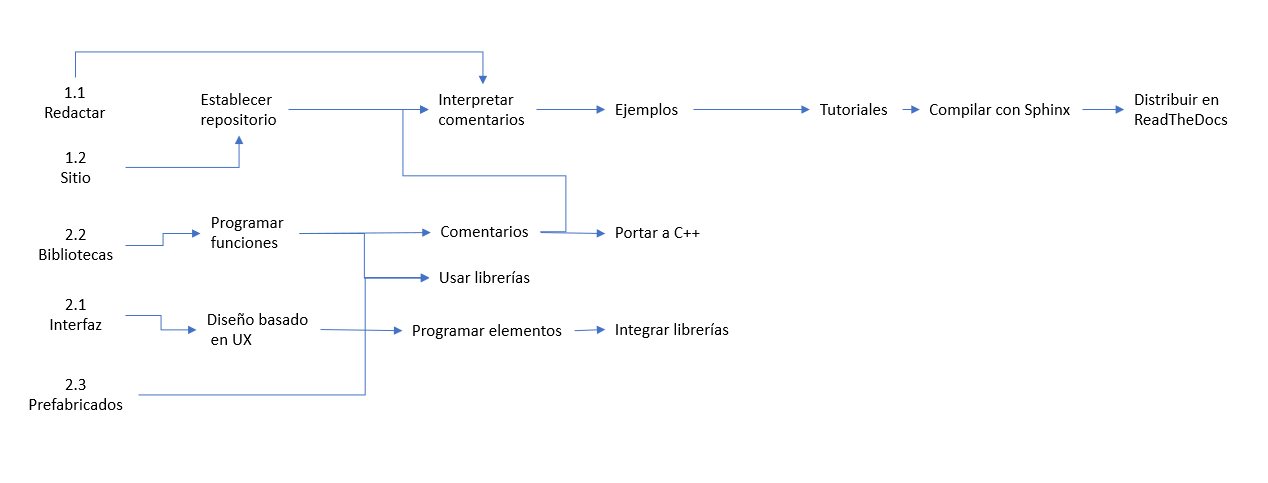 1.1
Redactar
Establecer
repositorio
Interpretar
comentarios
Ejemplos
Tutoriales
Compilar con Sphinx
Distribuir en
ReadTheDocs
1.2
Sitio
2.2
Bibliotecas
Programar
funciones
Comentarios
Portar a C++
Usar librerías
2.1
Interfaz
Diseño basado
en UX
Programar elementos
Integrar librerías
2.3
Prefabricados